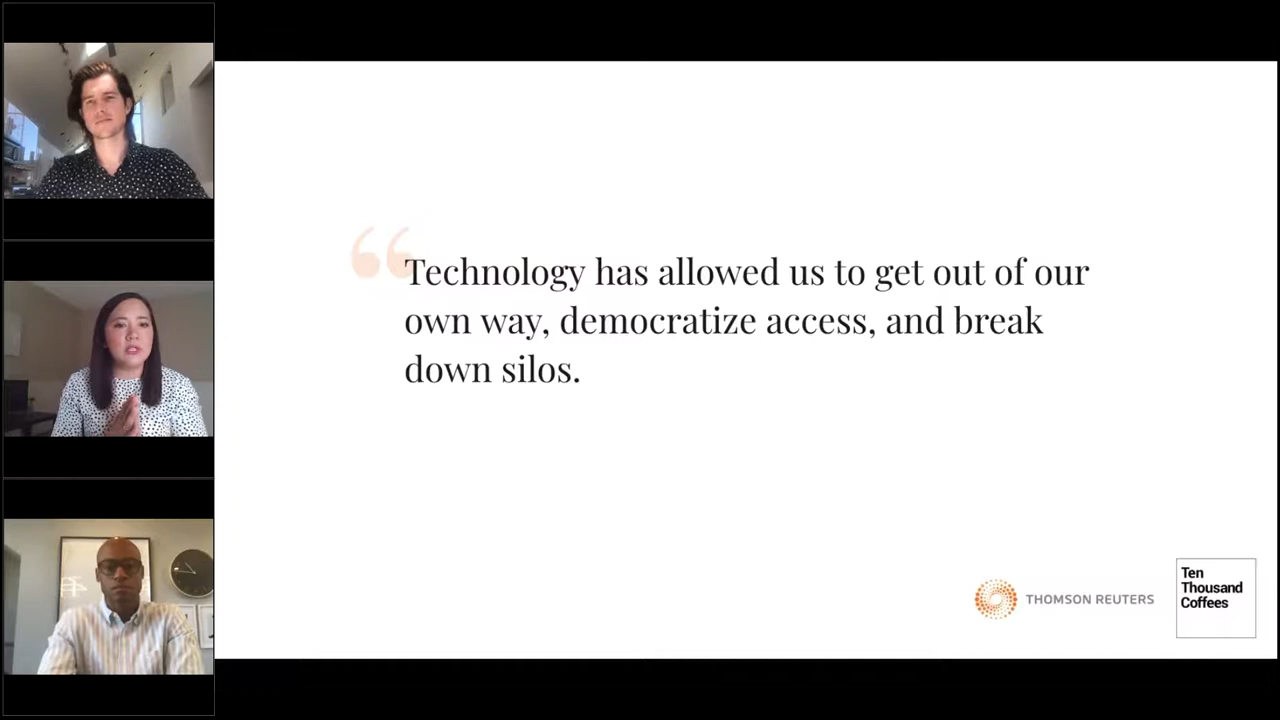 “Technology has allowed us to get out of our
own way, democratize access, and break
down silos.
THOMSON REUTERS
Ten
Thousand
Coffees